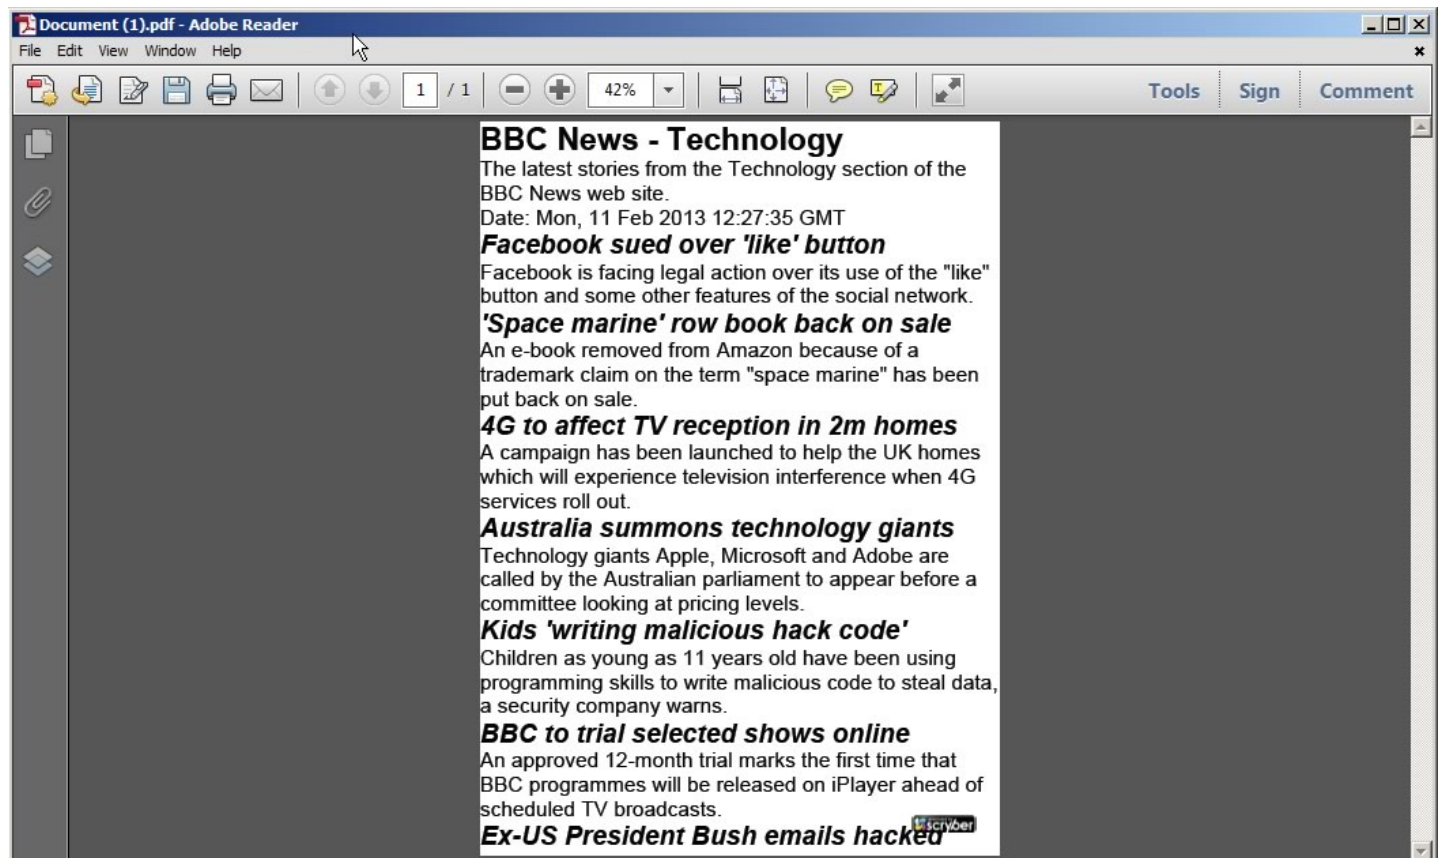 Document (1).pdf - Adobe Reader
File Edit View Window Help
1 / 1 42% Tools Sign Comment
BBC News - Technology
The latest stories from the Technology section of the
BBC News web site.
Date: Mon, 11 Feb 2013 12:27:35 GMT
Facebook sued over 'like' button
Facebook is facing legal action over its use of the "like"
button and some other features of the social network.
'Space marine' row book back on sale
An e-book removed from Amazon because of a
trademark claim on the term "space marine" has been
put back on sale.
4G to affect TV reception in 2m homes
A campaign has been launched to help the UK homes
which will experience television interference when 4G
services roll out.
Australia summons technology giants
Technology giants Apple, Microsoft and Adobe are
called by the Australian parliament to appear before a
committee looking at pricing levels.
Kids 'writing malicious hack code'
Children as young as 11 years old have been using
programming skills to write malicious code to steal data,
a security company warns.
BBC to trial selected shows online
An approved 12-month trial marks the first time that
BBC programmes will be released on iPlayer ahead of
scheduled TV broadcasts.
scryber
Ex-US President Bush emails hacked